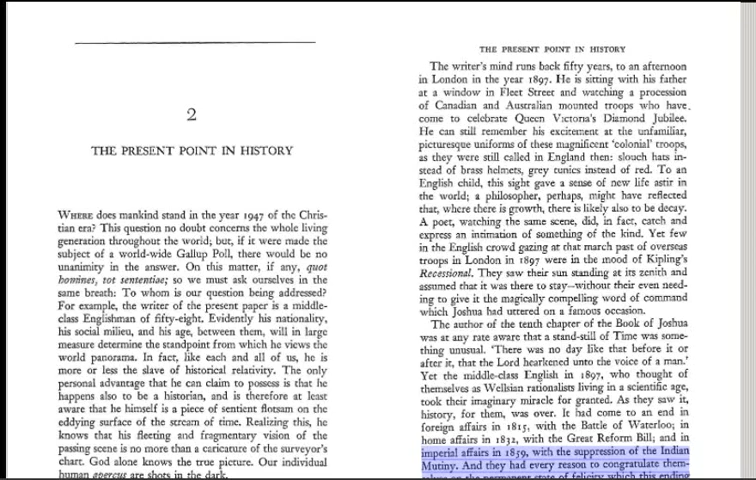 2
THE PRESENT POINT IN HISTORY
WHERE does mankind stand in the year 1947 of the Chris-
tian era? This question no doubt concerns the whole living
generation throughout the world; but, if it were made the
subject of a world-wide Gallup Poll, there would be no
unanimity in the answer. On this matter, if any, quot
homines, tot sententiae; so we must ask ourselves in the
same breath: To whom is our question being addressed?
For example, the writer of the present paper is a middle-
class Englishman of fifty-eight. Evidently his nationality,
his social milieu, and his age, between them, will in large
measure determine the standpoint from which he views the
world panorama. In fact, like each and all of us, he is
more or less the slave of historical relativity. The only
personal advantage that he can claim to possess is that he
happens also to be a historian, and is therefore at least
aware that he himself is a piece of sentient flotsam on the
eddying surface of the stream of time. Realizing this, he
knows that his fleeting and fragmentary vision of the
passing scene is no more than a caricature of the surveyor's
chart. God alone knows the true picture. Our individual
human aperçus are shots in the dark.
THE PRESENT POINT IN HISTORY
The writer's mind runs back fifty years, to an afternoon
in London in the year 1897. He is sitting with his father
at a window in Fleet Street and watching a procession
of Canadian and Australian mounted troops who have
come to celebrate Queen Victoria's Diamond Jubilee.
He can still remember his excitement at the unfamiliar,
picturesque uniforms of these magnificent 'colonial' troops,
as they were still called in England then: slouch hats in-
stead of brass helmets, grey tunics instead of red. To an
English child, this sight gave a sense of new life astir in
the world; a philosopher, perhaps, might have reflected
that, where there is growth, there is likely also to be decay.
A poet, watching the same scene, did, in fact, catch and
express an intimation of something of the kind. Yet few
in the English crowd gazing at that march past of overseas
troops in London in 1897 were in the mood of Kipling's
Recessional. They saw their sun standing at its zenith and
assumed that it was there to stay—without their even need-
ing to give it the magically compelling word of command
which Joshua had uttered on a famous occasion.
The author of the tenth chapter of the Book of Joshua
was at any rate aware that a stand-still of Time was some-
thing unusual. 'There was no day like that before it or
after it, that the Lord hearkened unto the voice of a man.'
Yet the middle-class English in 1897, who thought of
themselves as Wellsian rationalists living in a scientific age,
took their imaginary miracle for granted. As they saw it,
history, for them, was over. It had come to an end in
foreign affairs in 1815, with the Battle of Waterloo; in
home affairs in 1832, with the Great Reform Bill; and in
imperial affairs in 1859, with the suppression of the Indian
Mutiny. And they had every reason to congratulate them-
selves on the permanent state of felicity which this ending